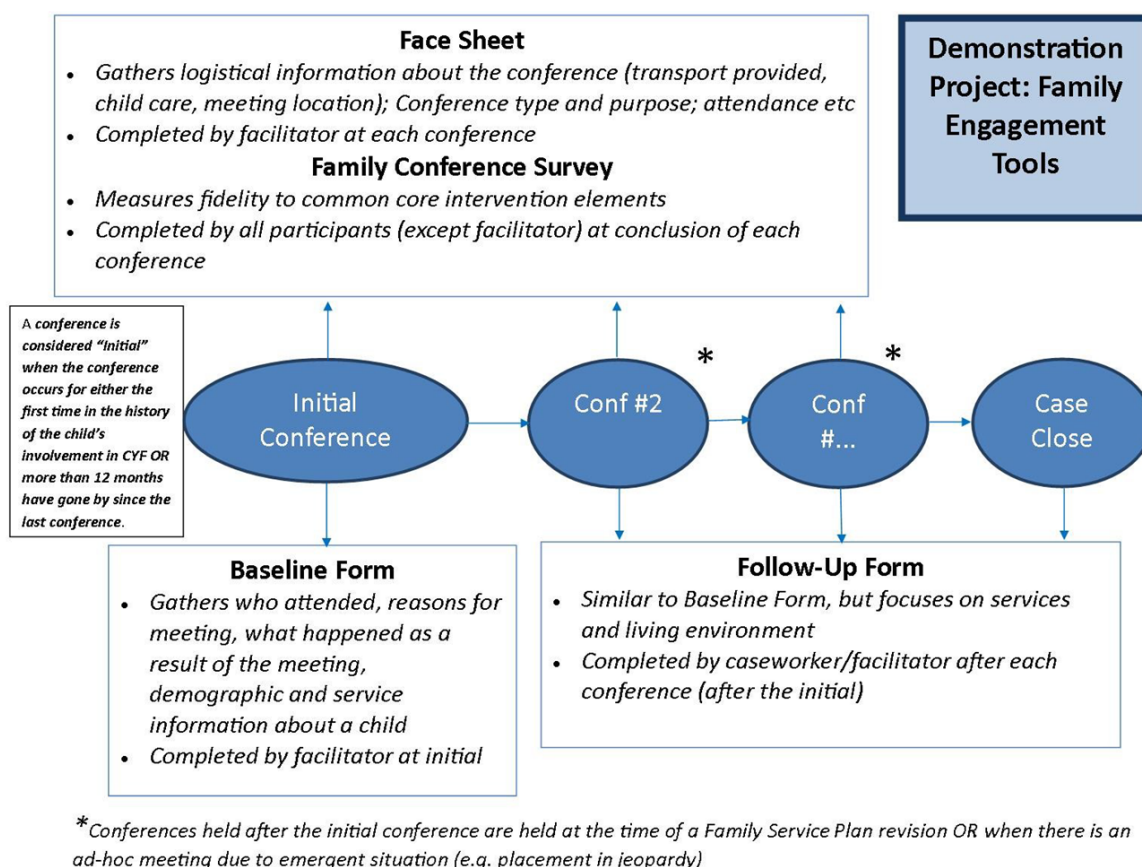 Face Sheet
• Gathers logistical information about the conference (transport provided,
child care, meeting location); Conference type and purpose; attendance etc
• Completed by facilitator at each conference
Family Conference Survey
• Measures fidelity to common core intervention elements
• Completed by all participants (except facilitator) at conclusion of each
conference
Demonstration
Project: Family
Engagement
Tools
A conference is
considered “Initial”
when the conference
occurs for either the
first time in the history
of the child’s
involvement in CYF OR
more than 12 months
have gone by since the
last conference.
Initial
Conference
Conf #2
*
Conf
#...
*
Case
Close
Baseline Form
• Gathers who attended, reasons for
meeting, what happened as a
result of the meeting,
demographic and service
information about a child
• Completed by facilitator at initial
Follow-Up Form
• Similar to Baseline Form, but focuses on services
and living environment
• Completed by caseworker/facilitator after each
conference (after the initial)
*Conferences held after the initial conference are held at the time of a Family Service Plan revision OR when there is an
ad-hoc meeting due to emergent situation (e.g. placement in jeopardy)